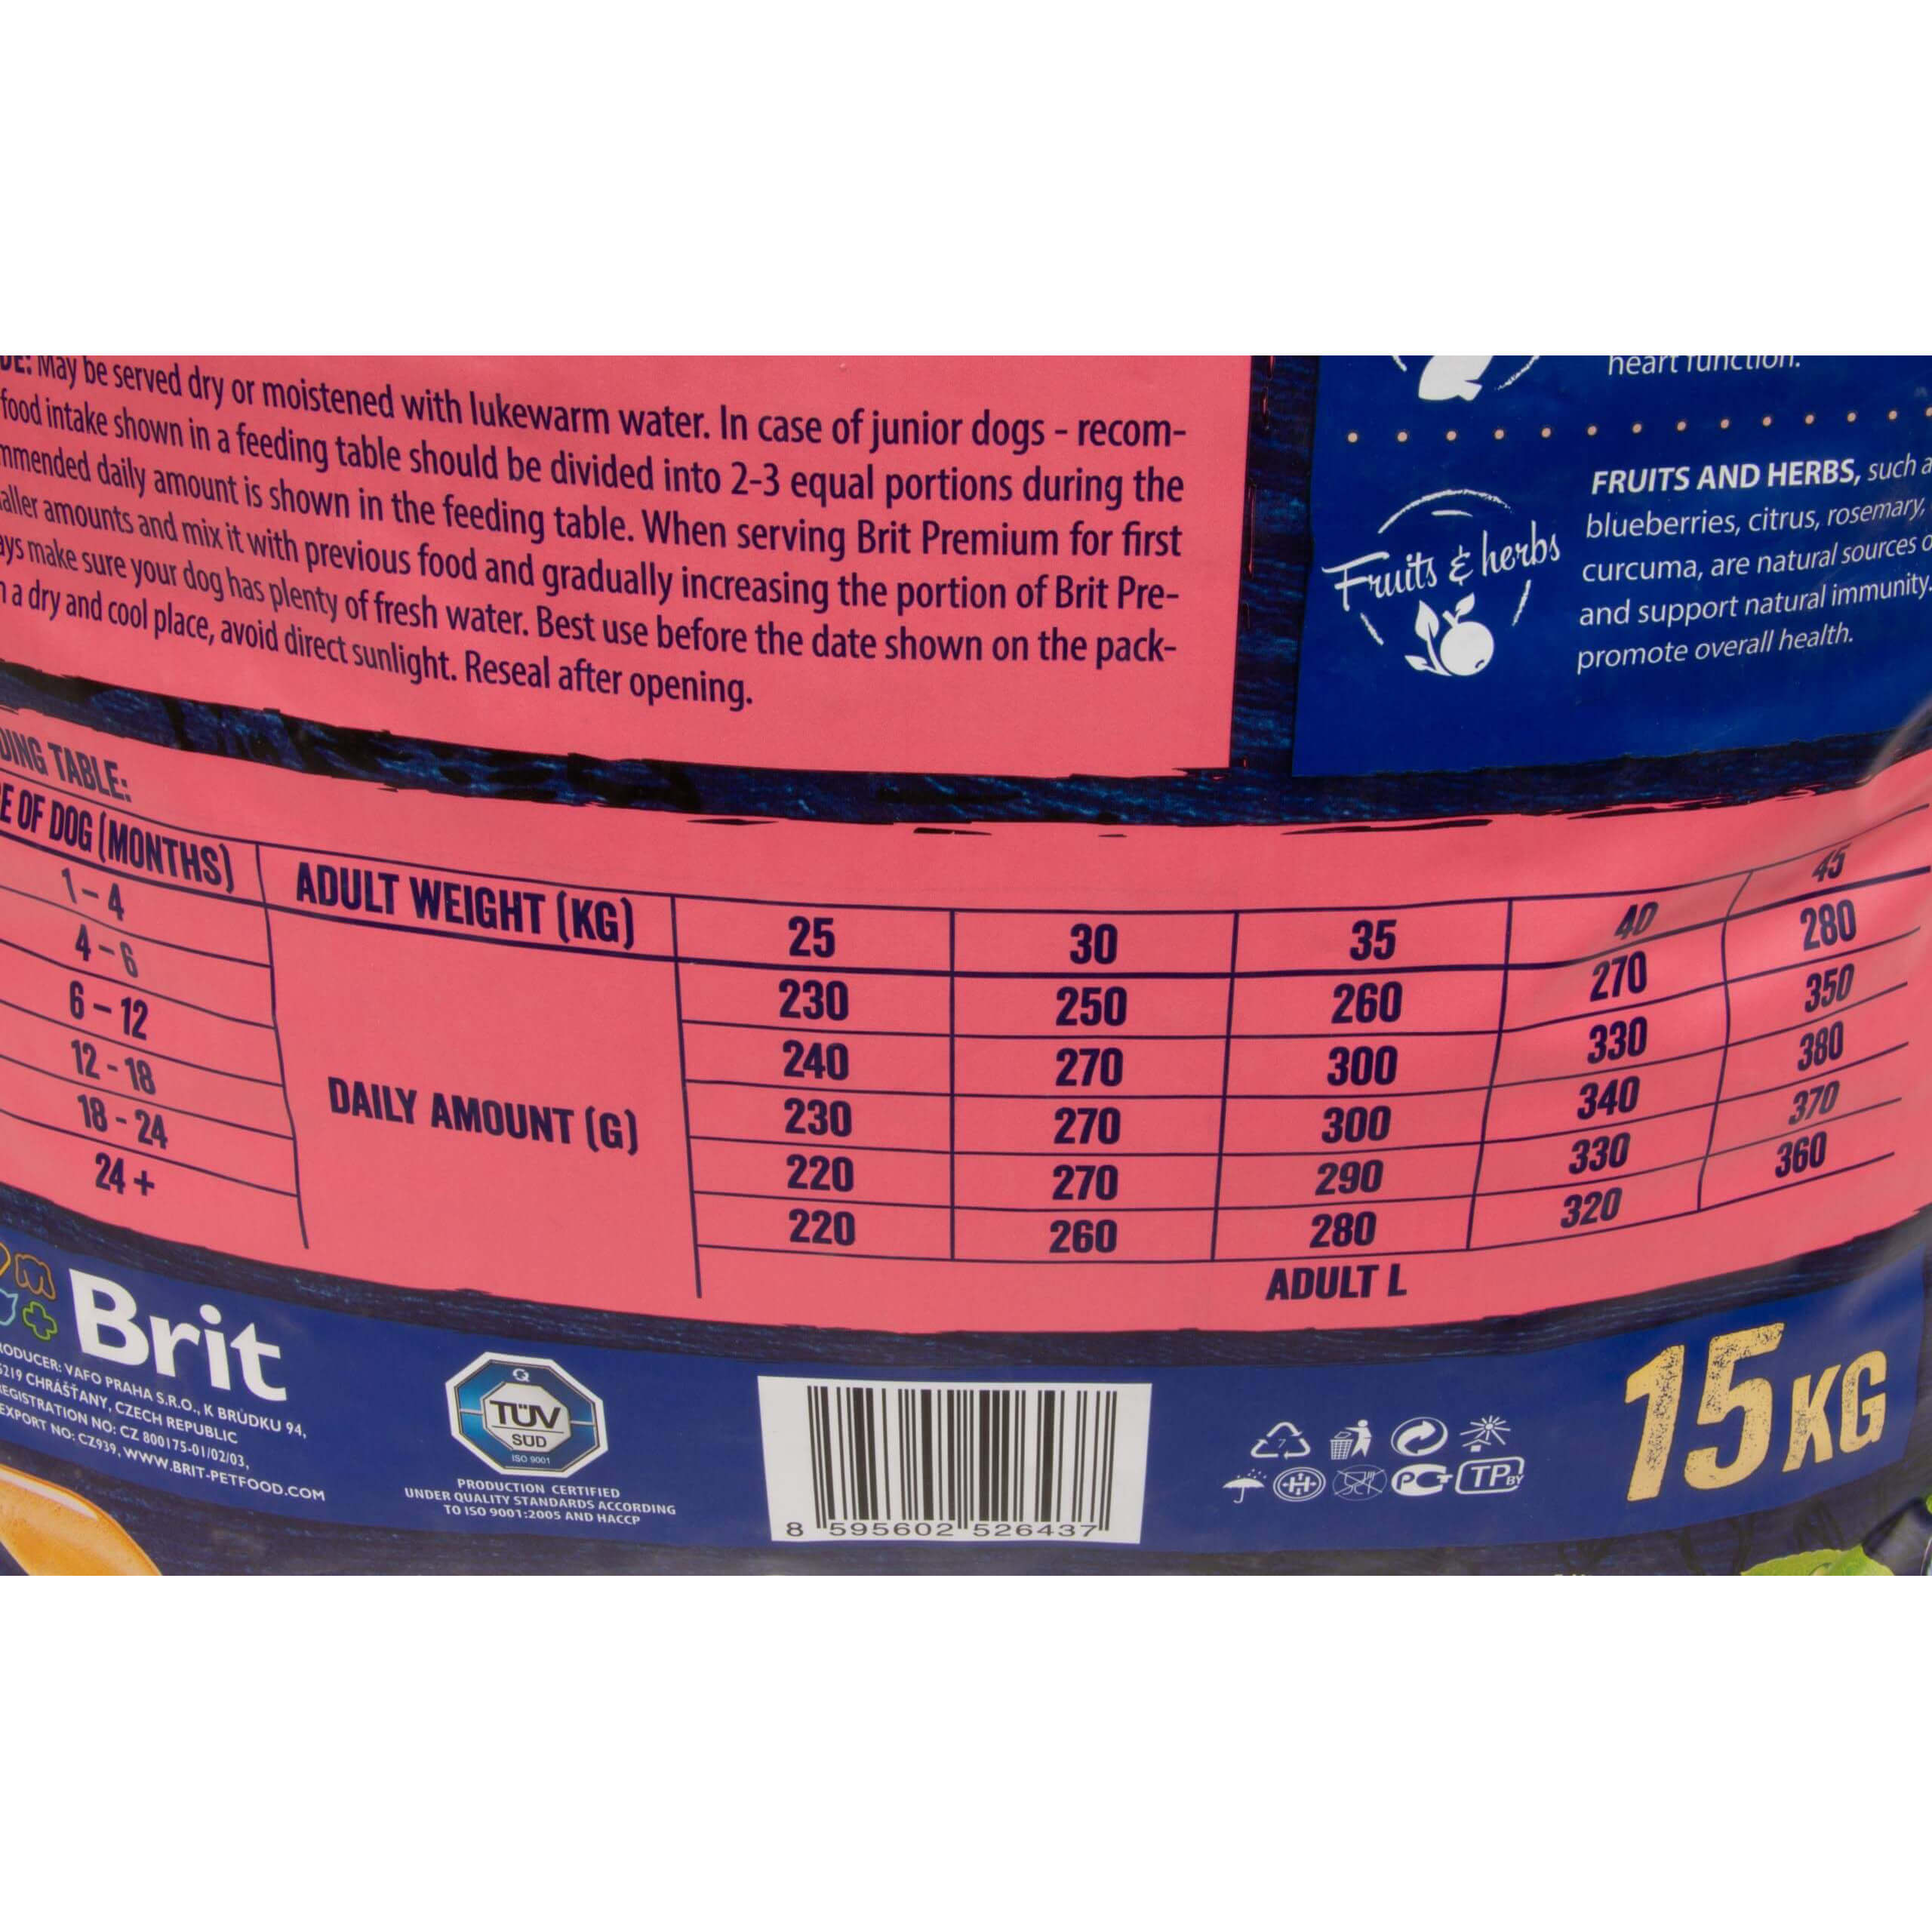 May be served dry or moistened with lukewarm water. In case of junior dogs - recom-
food intake shown in a feeding table should be divided into 2-3 equal portions during the
daily amount is shown in the feeding table. When serving Brit Premium for first
amounts and mix it with previous food and gradually increasing the portion of Brit Pre-
make sure your dog has plenty of fresh water. Best use before the date shown on the pack-
a dry and cool place, avoid direct sunlight. Reseal after opening.
heart function.
Fruits & herbs
FRUITS AND HERBS, such
blueberries, citrus, rosemary,
curcuma, are natural sources
and support natural immunity.
promote overall health.
TABLE:
OF DOG (MONTHS) ADULT WEIGHT (KG) 25 30 35 40 45
DAILY AMOUNT (G)
1 - 4 230 250 260 270 280
4 - 6 240 270 300 330 350
6 - 12 230 270 300 340 380
12 - 18 220 270 290 330 370
18 - 24 220 260 280 320 360
24 + ADULT L
Brit
PRAHA S.R.O., K BRŮDKU 94,
CHRÁŠŤANY, CZECH REPUBLIC
NO: CZ 800175-01/02/03,
EXPORT NO: CZ939, WWW.BRIT-PETFOOD.COM
Q
TÜV
SÜD
ISO 9001
PRODUCTION CERTIFIED
UNDER QUALITY STANDARDS ACCORDING
TO ISO 9001:2005 AND HACCP
8 595602 526437
7
TP BY
15 KG